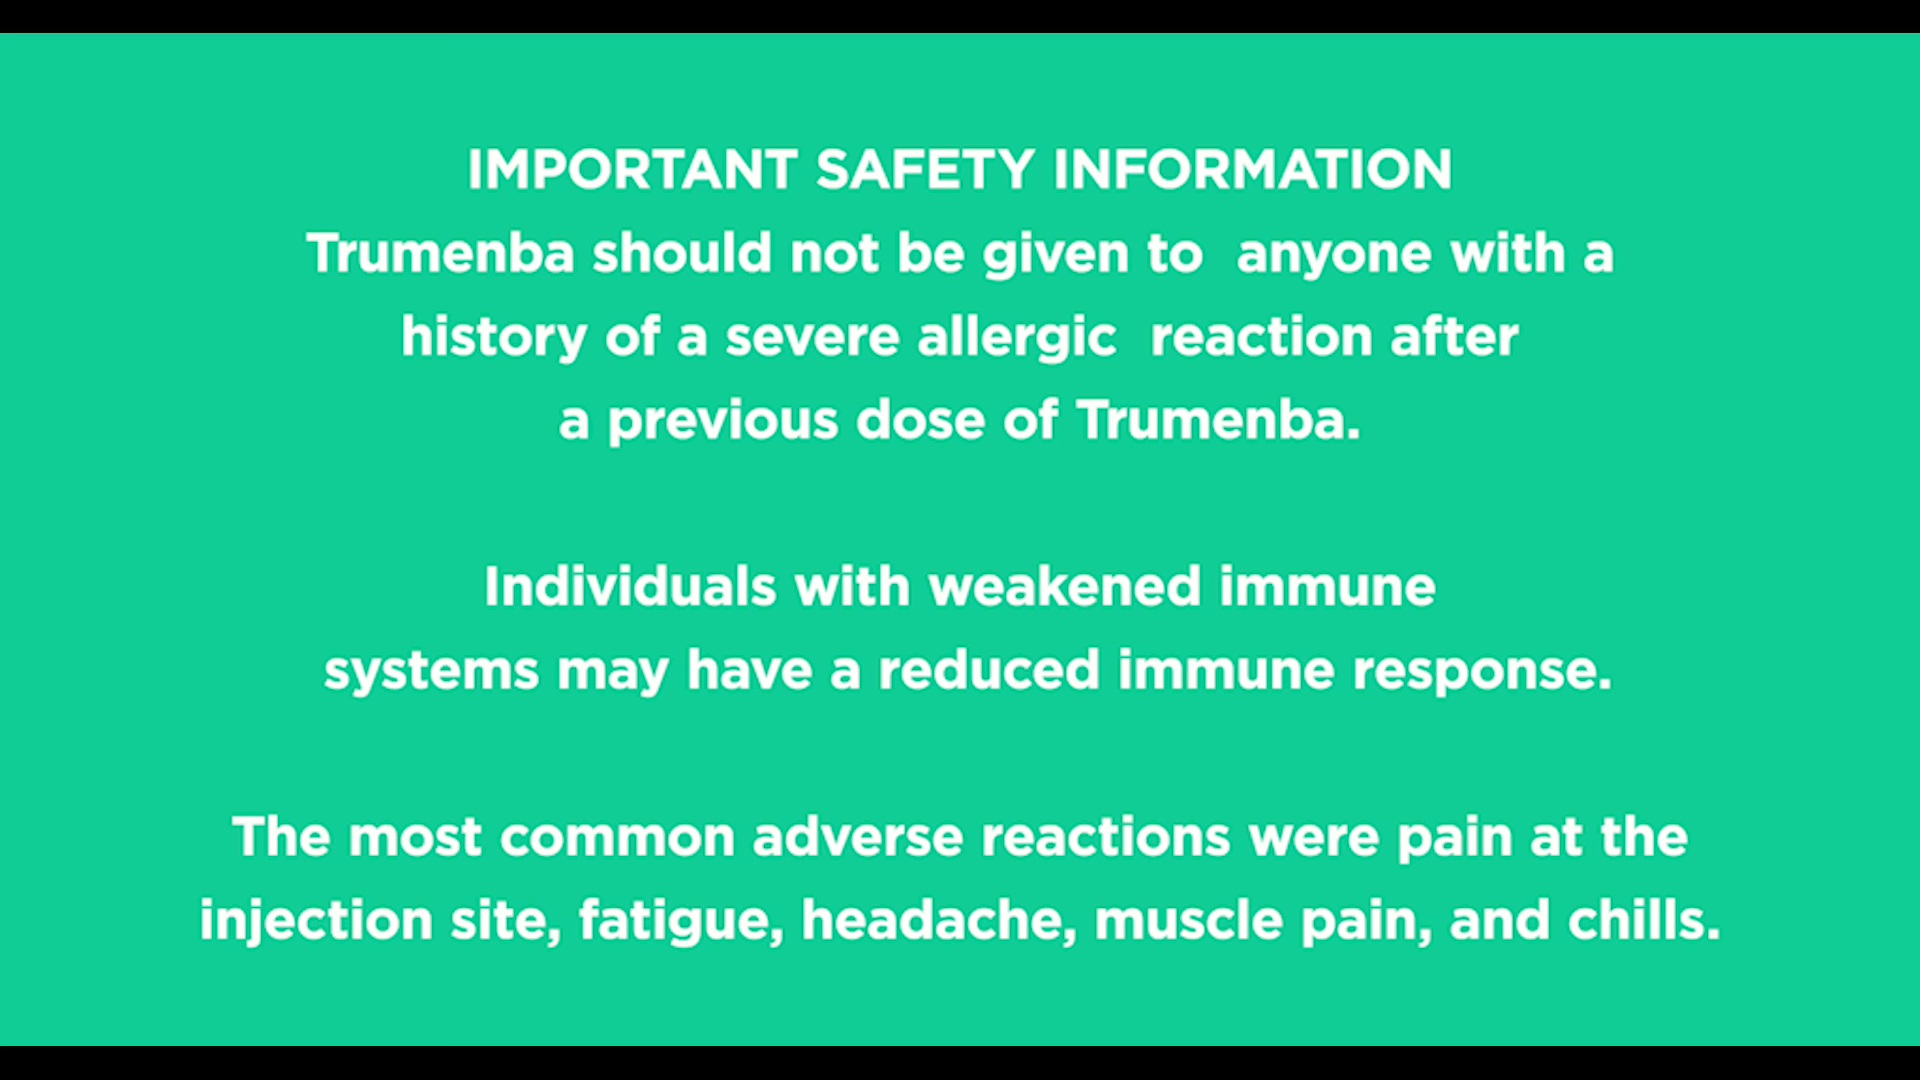 IMPORTANT SAFETY INFORMATION
Trumenba should not be given to  anyone with a
history of a severe allergic  reaction after
a previous dose of Trumenba.
Individuals with weakened immune
systems may have a reduced immune response.
The most common adverse reactions were pain at the
injection site, fatigue, headache, muscle pain, and chills.